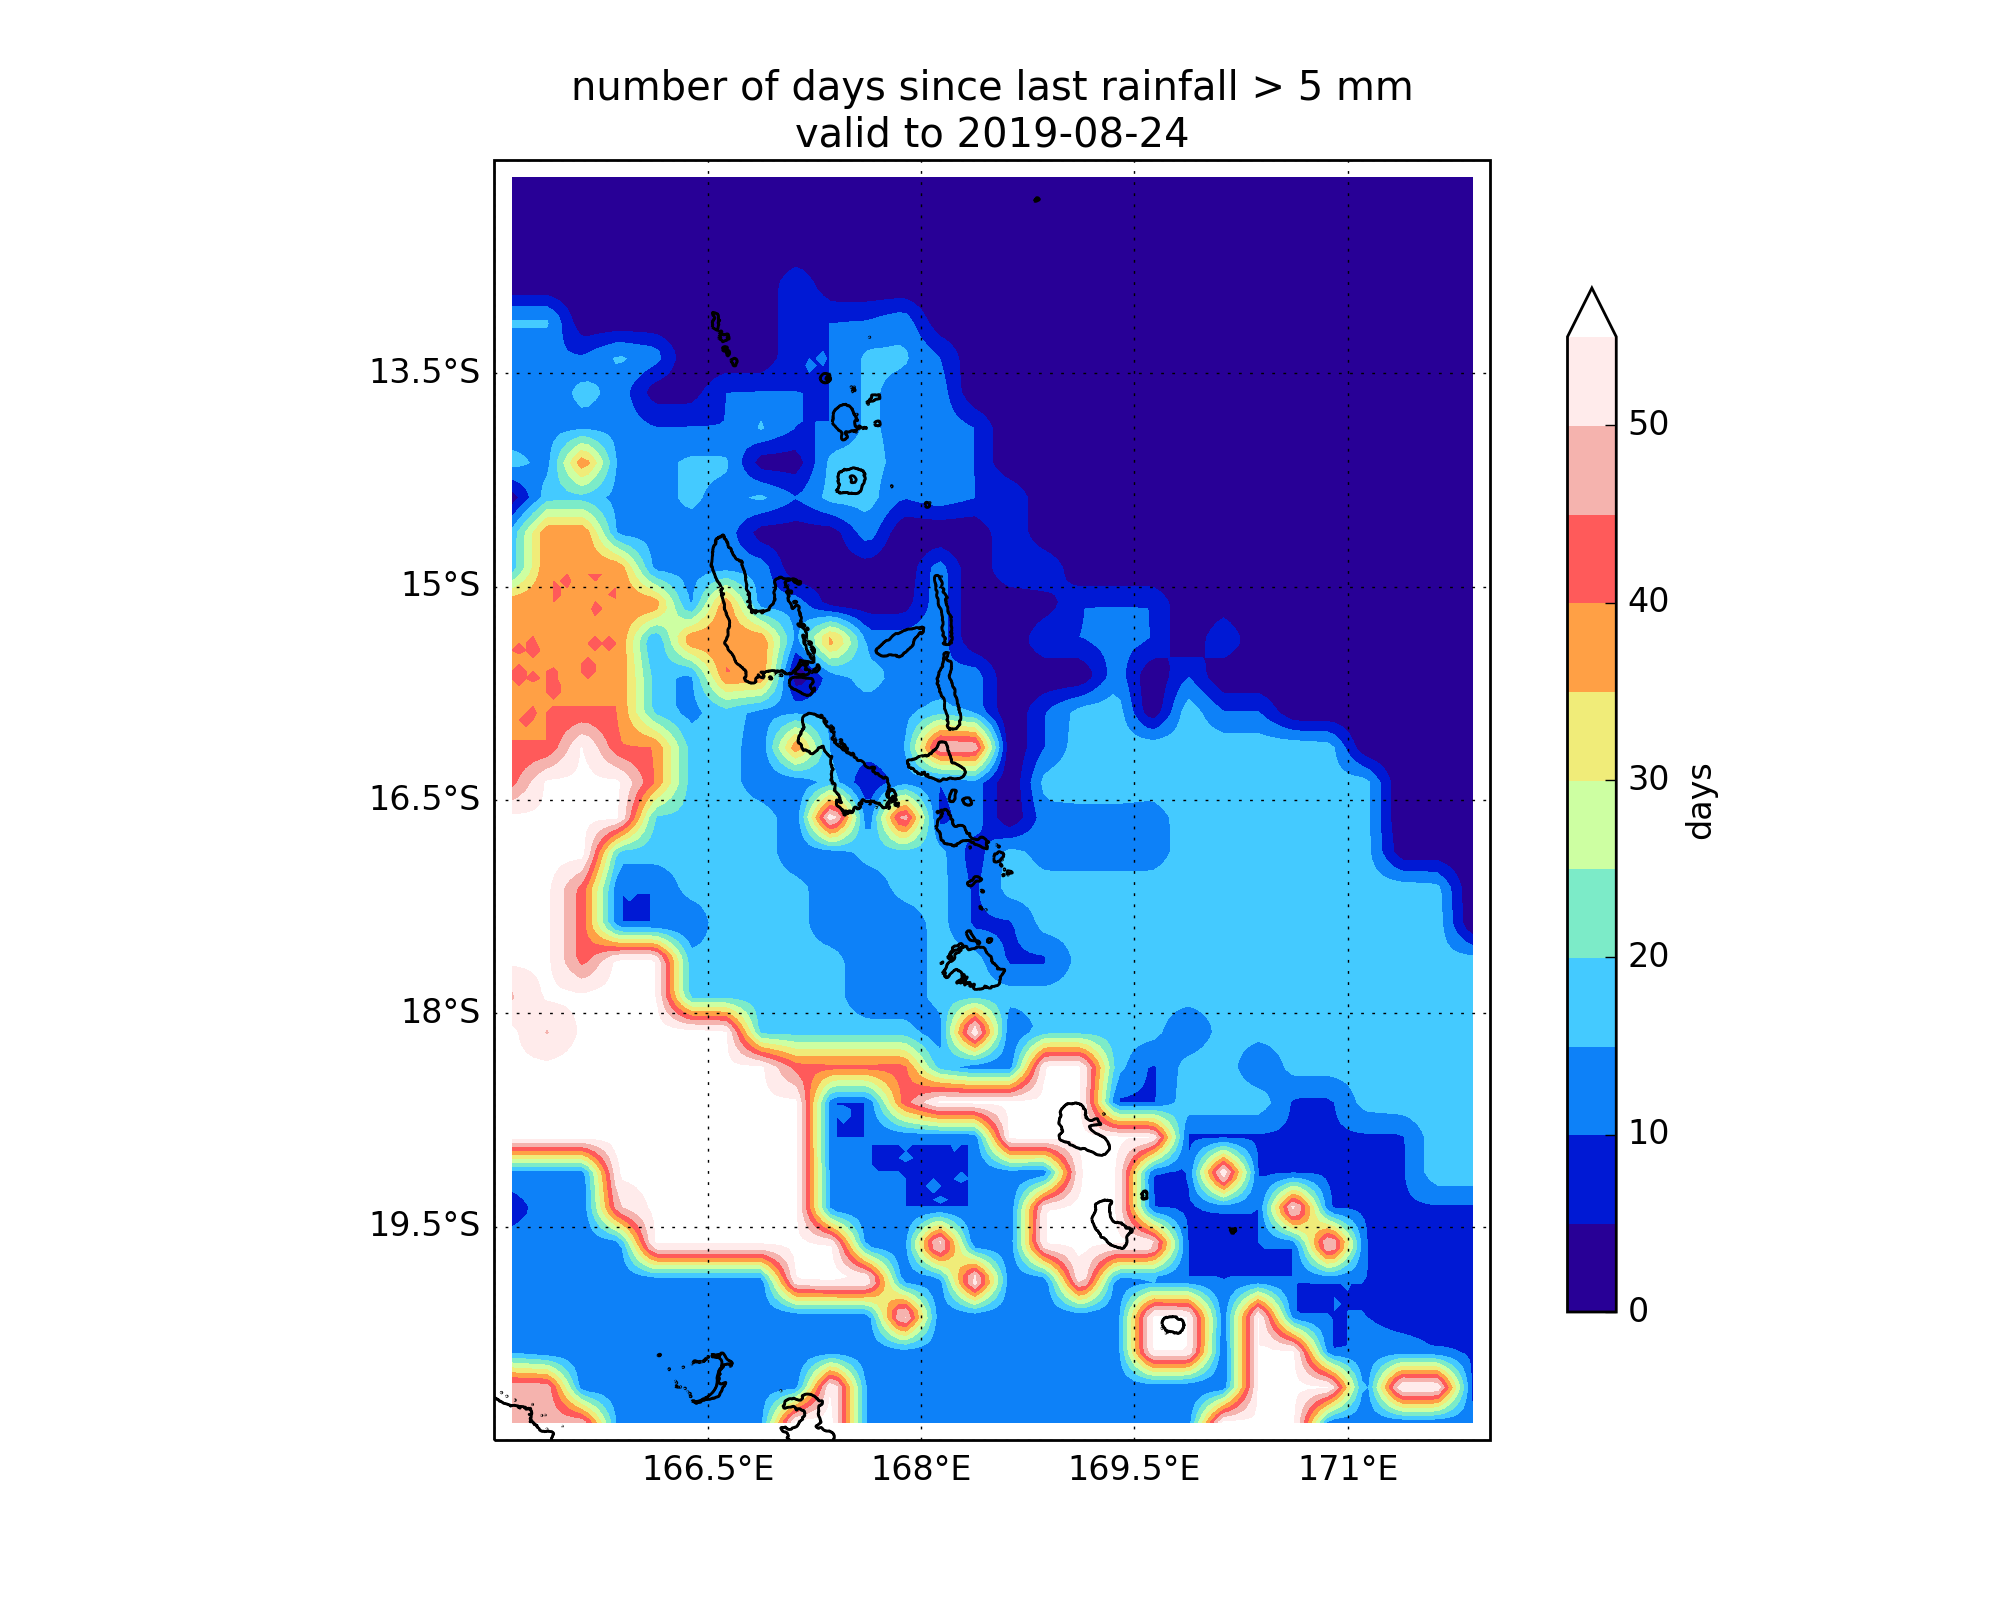 number of days since last rainfall > 5 mm
valid to 2019-08-24
13.5°S
15°S
16.5°S
18°S
19.5°S
166.5°E
168°E
169.5°E
171°E
50
40
30
20
10
0
days